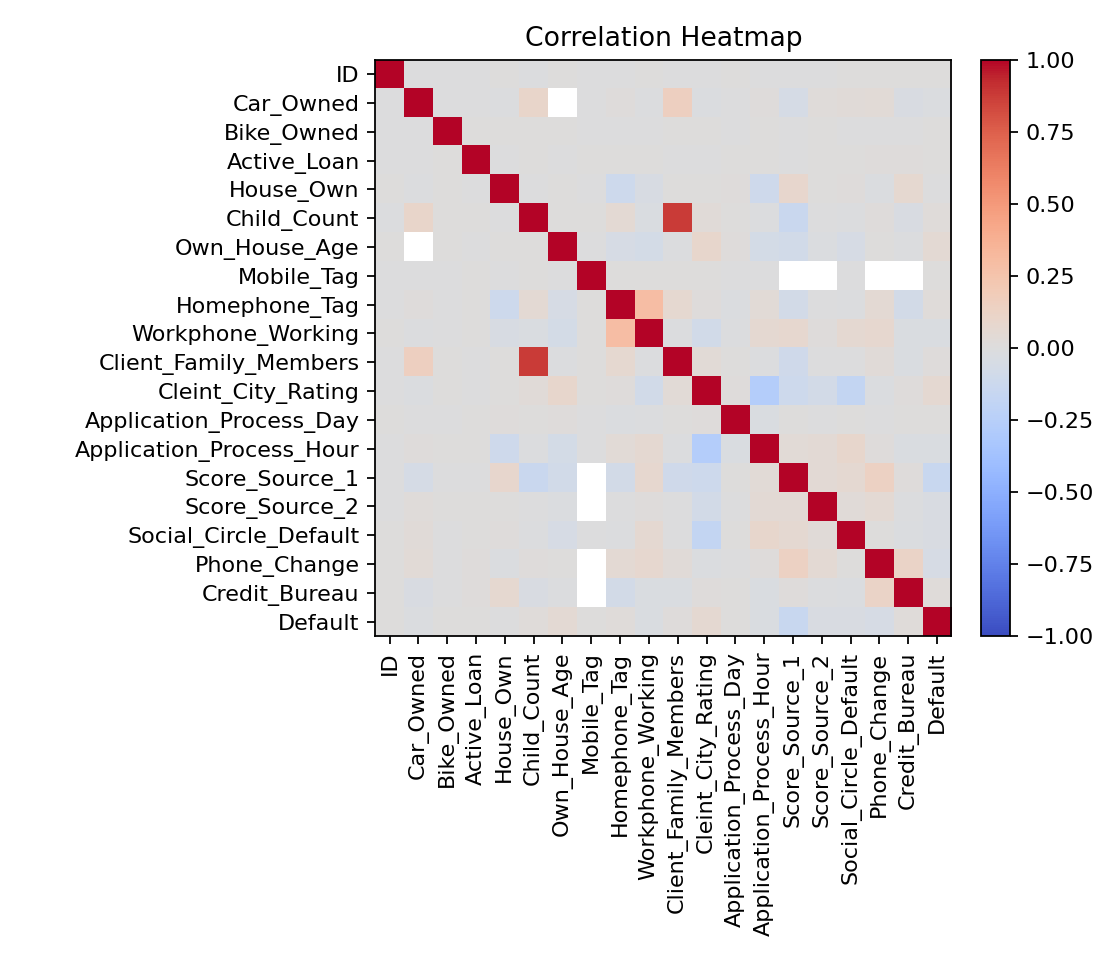 Correlation Heatmap
ID
Car_Owned
Bike_Owned
Active_Loan
House_Own
Child_Count
Own_House_Age
Mobile_Tag
Homephone_Tag
Workphone_Working
Client_Family_Members
Cleint_City_Rating
Application_Process_Day
Application_Process_Hour
Score_Source_1
Score_Source_2
Social_Circle_Default
Phone_Change
Credit_Bureau
Default
ID
Car_Owned
Bike_Owned
Active_Loan
House_Own
Child_Count
Own_House_Age
Mobile_Tag
Homephone_Tag
Workphone_Working
Client_Family_Members
Cleint_City_Rating
Application_Process_Day
Application_Process_Hour
Score_Source_1
Score_Source_2
Social_Circle_Default
Phone_Change
Credit_Bureau
Default
1.00
0.75
0.50
0.25
0.00
−0.25
−0.50
−0.75
−1.00